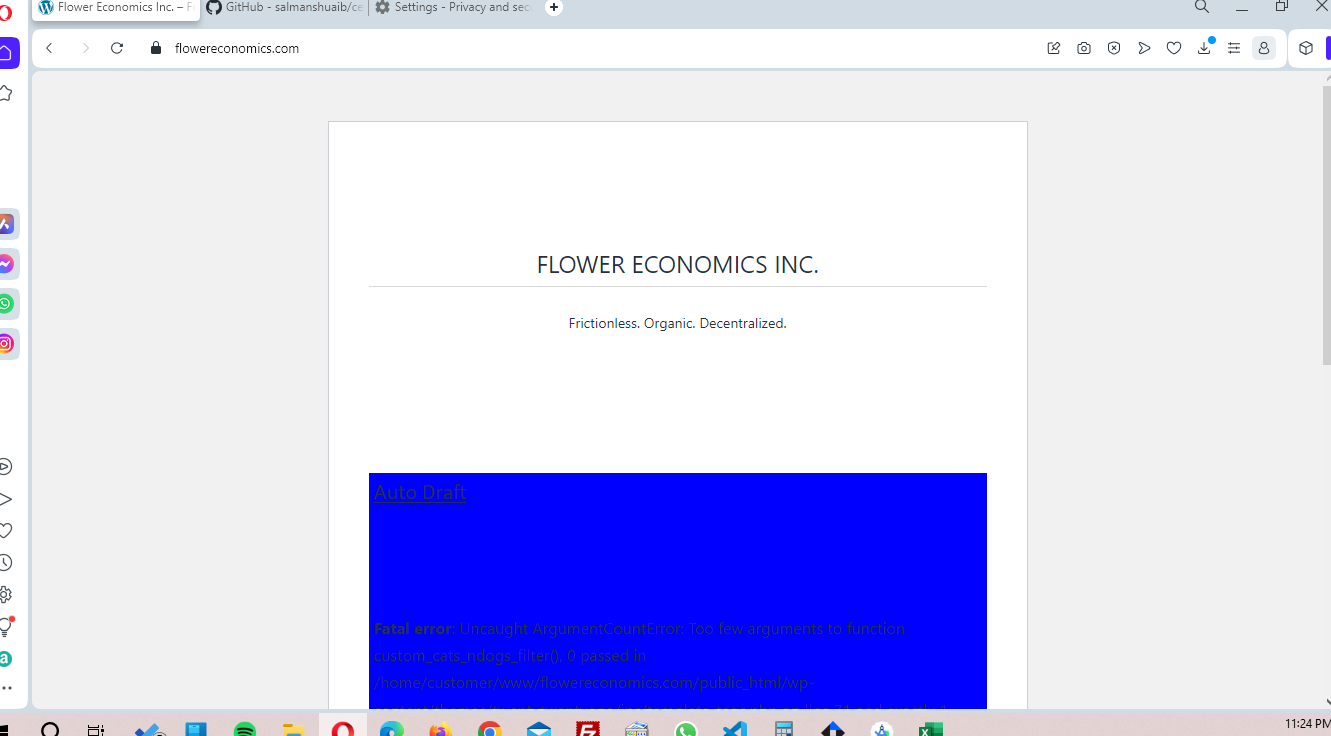 Flower Economics Inc. – F
GitHub - salmanshuaib/ce
Settings - Privacy and sec
flowereconomics.com
FLOWER ECONOMICS INC.
Frictionless. Organic. Decentralized.
Auto Draft
Fatal error: Uncaught ArgumentCountError: Too few arguments to function
custom_cats_ndogs_filter(), 0 passed in
/home/customer/www/flowereconomics.com/public_html/wp-
11:24 PM